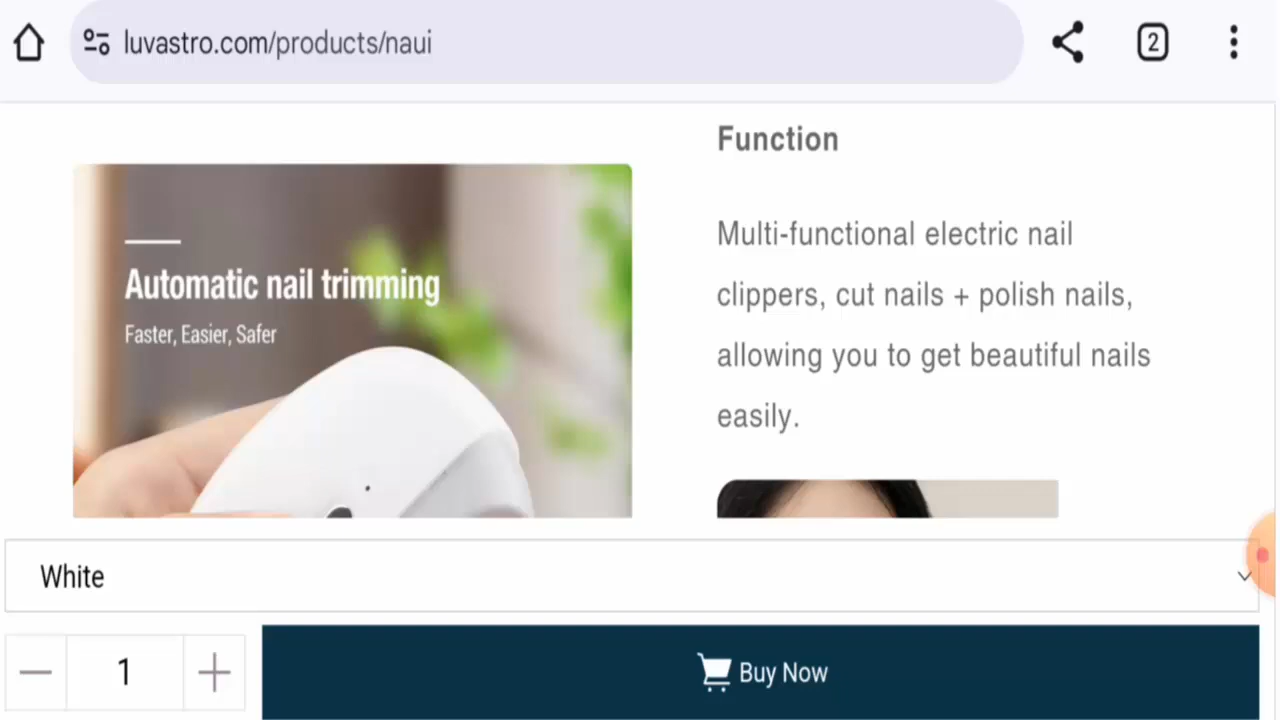 luvastro.com/products/naui
2
Automatic nail trimming
Faster, Easier, Safer
Function
Multi-functional electric nail
clippers, cut nails + polish nails,
allowing you to get beautiful nails
easily.
White
1
Buy Now